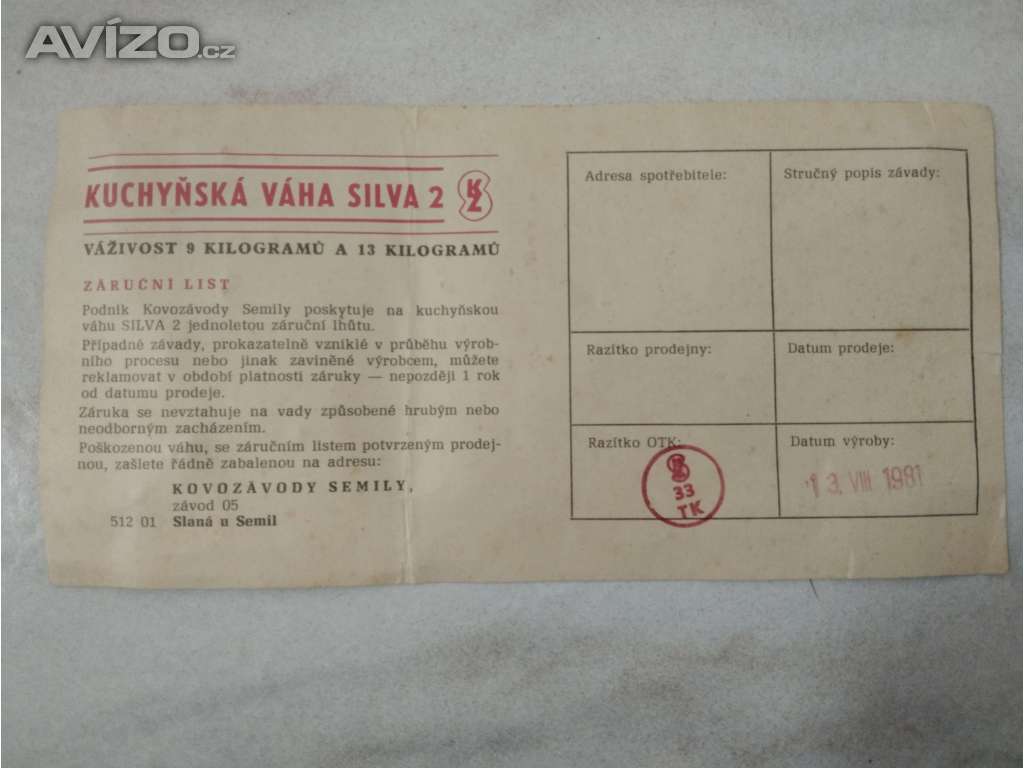 AVÍZO.cz
KUCHYŇSKÁ VÁHA SILVA 2
VÁŽIVOST 9 KILOGRAMŮ A 13 KILOGRAMŮ
ZÁRUČNÍ LIST
Podnik Kovozávody Semily poskytuje na kuchyňskou
váhu SILVA 2 jednoletou záruční lhůtu.
Případné závady, prokazatelně vzniklé v průběhu výrob-
ního procesu nebo jinak zaviněné výrobcem, můžete
reklamovat v období platnosti záruky — nepozději 1 rok
od datumu prodeje.
Záruka se nevztahuje na vady způsobené hrubým nebo
neodborným zacházením.
Poškozenou váhu, se záručním listem potvrzeným prodej-
nou, zašlete řádně zabalenou na adresu:
KOVOZÁVODY SEMILY,
závod 05
512 01 Slaná u Semil
Adresa spotřebitele:
Stručný popis závady:
Razítko prodejny:
Datum prodeje:
Razítko OTK:
KZ
33
TK
Datum výroby:
13. VIII. 1981